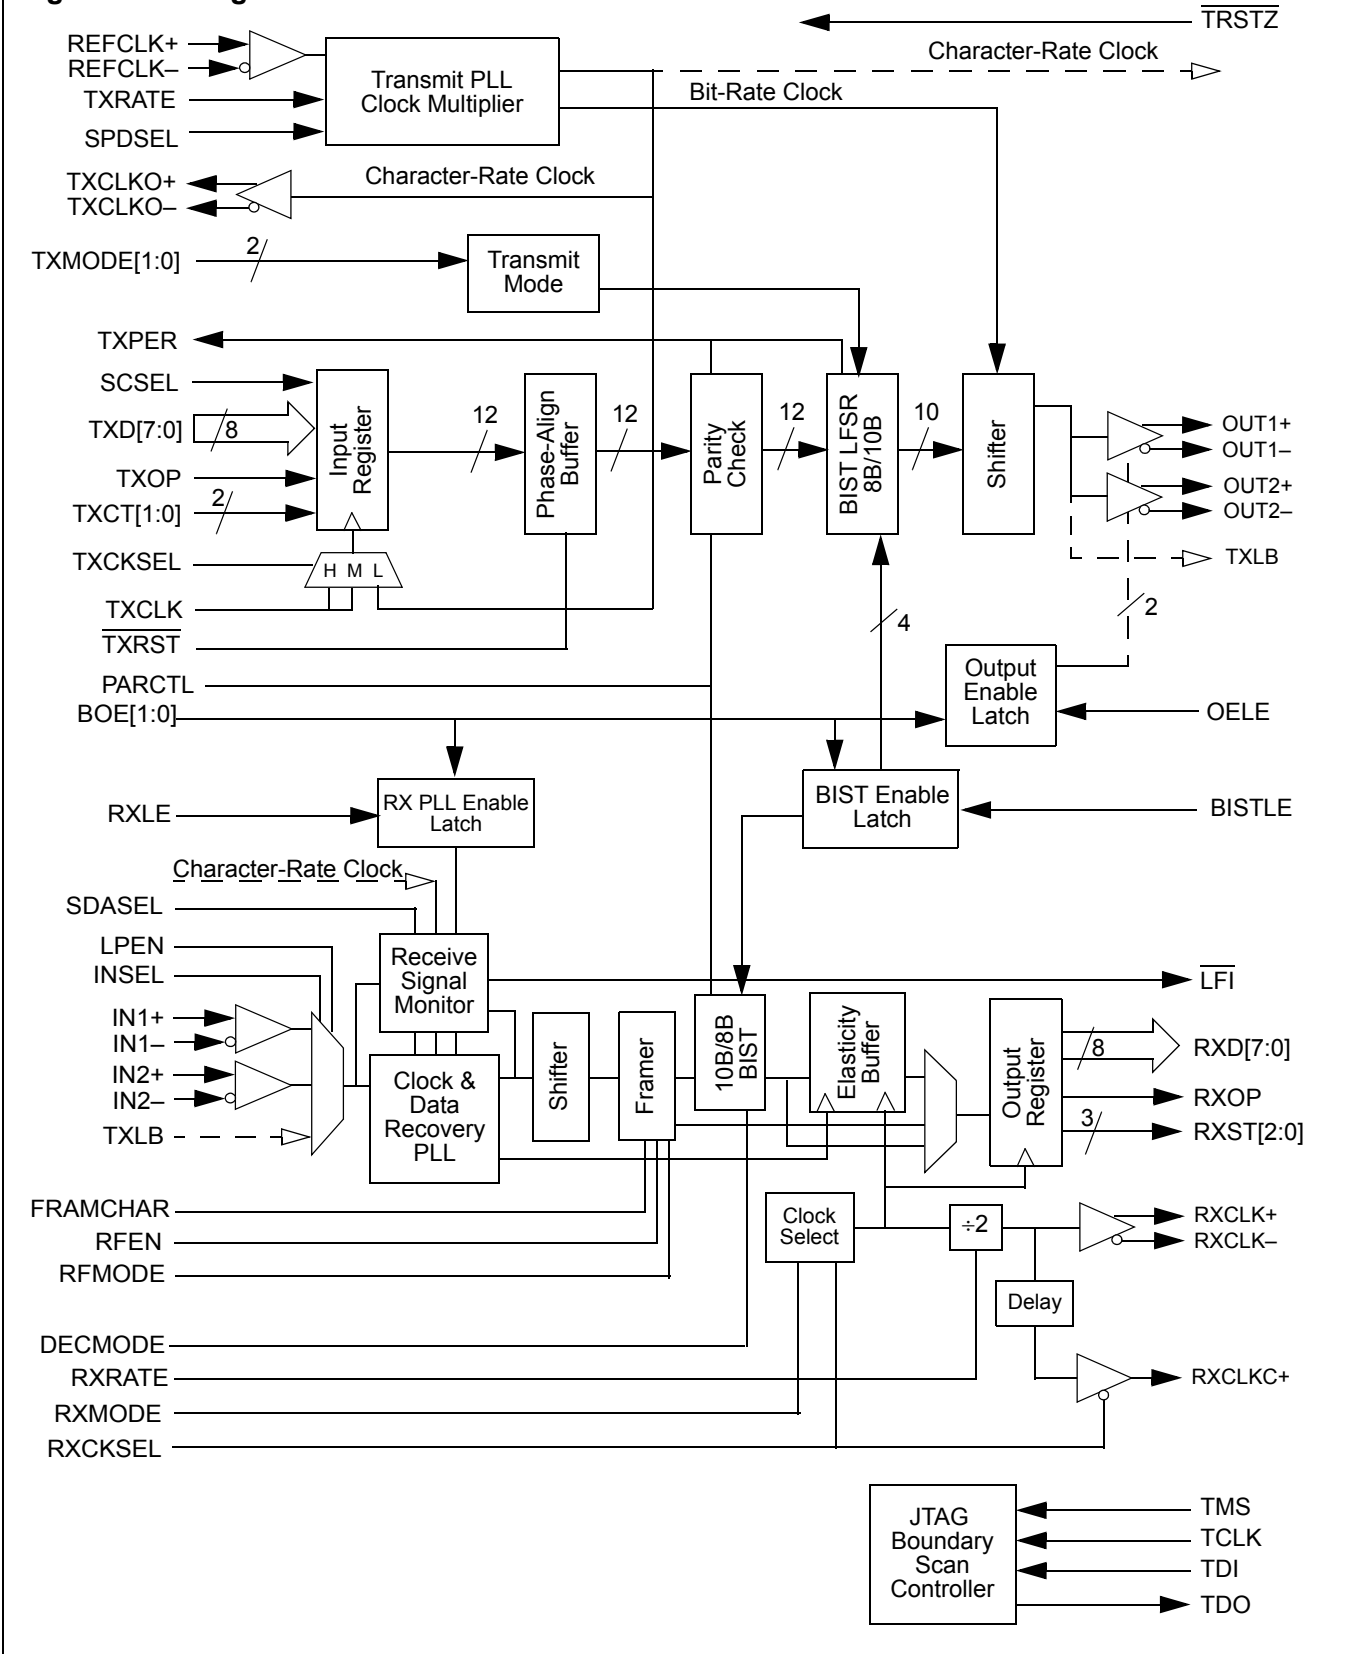 TRSTZ
REFCLK+
REFCLK–
TXRATE
SPDSEL
Transmit PLL
Clock Multiplier
Character-Rate Clock
Bit-Rate Clock
TXCLKO+
TXCLKO–
Character-Rate Clock
TXMODE[1:0]
2
Transmit
Mode
TXPER
SCSEL
TXD[7:0]
8
TXOP
TXCT[1:0]
2
Input
Register
12
Phase-Align
Buffer
12
Parity
Check
12
BIST LFSR
8B/10B
10
Shifter
OUT1+
OUT1–
OUT2+
OUT2–
TXLB
TXCKSEL
H M L
TXCLK
TXRST
4
2
PARCTL
BOE[1:0]
Output
Enable
Latch
OELE
RXLE
RX PLL Enable
Latch
BIST Enable
Latch
BISTLE
Character-Rate Clock
SDASEL
LPEN
INSEL
Receive
Signal
Monitor
LFI
IN1+
IN1–
IN2+
IN2–
TXLB
Clock &
Data
Recovery
PLL
Shifter
Framer
10B/8B
BIST
Elasticity
Buffer
Output
Register
8
RXD[7:0]
RXOP
3
RXST[2:0]
FRAMCHAR
RFEN
RFMODE
Clock
Select
÷2
RXCLK+
RXCLK–
Delay
DECMODE
RXRATE
RXCLKC+
RXMODE
RXCKSEL
JTAG
Boundary
Scan
Controller
TMS
TCLK
TDI
TDO